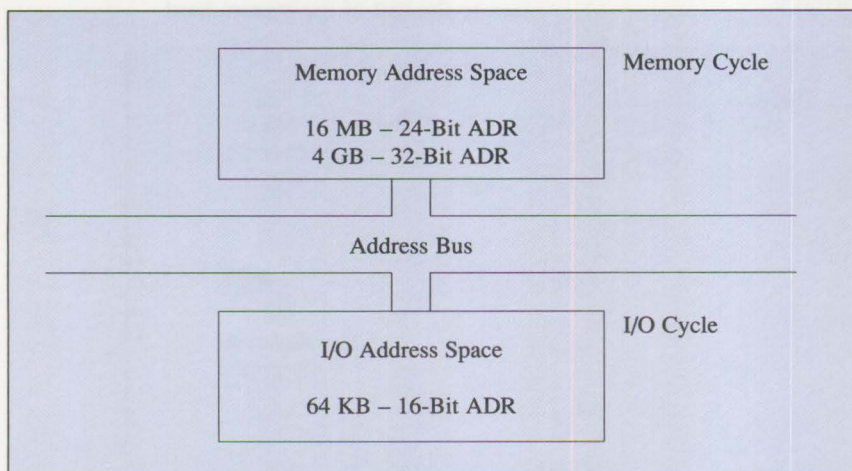 Memory Address Space
Memory Cycle
16 MB – 24-Bit ADR
4 GB – 32-Bit ADR
Address Bus
I/O Cycle
I/O Address Space
64 KB – 16-Bit ADR